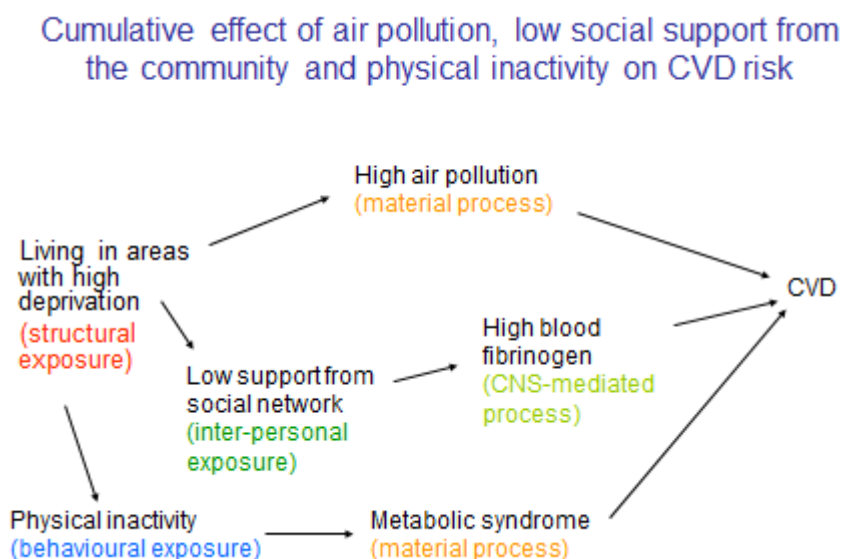 Cumulative effect of air pollution, low social support from
the community and physical inactivity on CVD risk
High air pollution
(material process)
Living in areas
with high
deprivation
(structural
exposure)
CVD
High blood
fibrinogen
(CNS-mediated
process)
Low support from
social network
(inter-personal
exposure)
Physical inactivity
(behavioural exposure)
Metabolic syndrome
(material process)